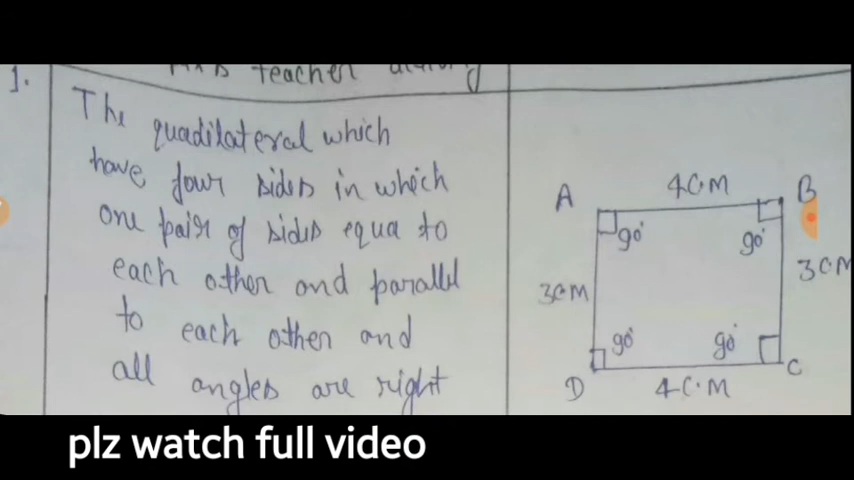 teacher
1.
The quadilateral which
have four sides in which
one pair of sides equa to
each other and parallel
to each other and
all angles are right
A 4C·M B
90° 90°
3CM 3CM
90° 90°
D 4C·M C
plz watch full video